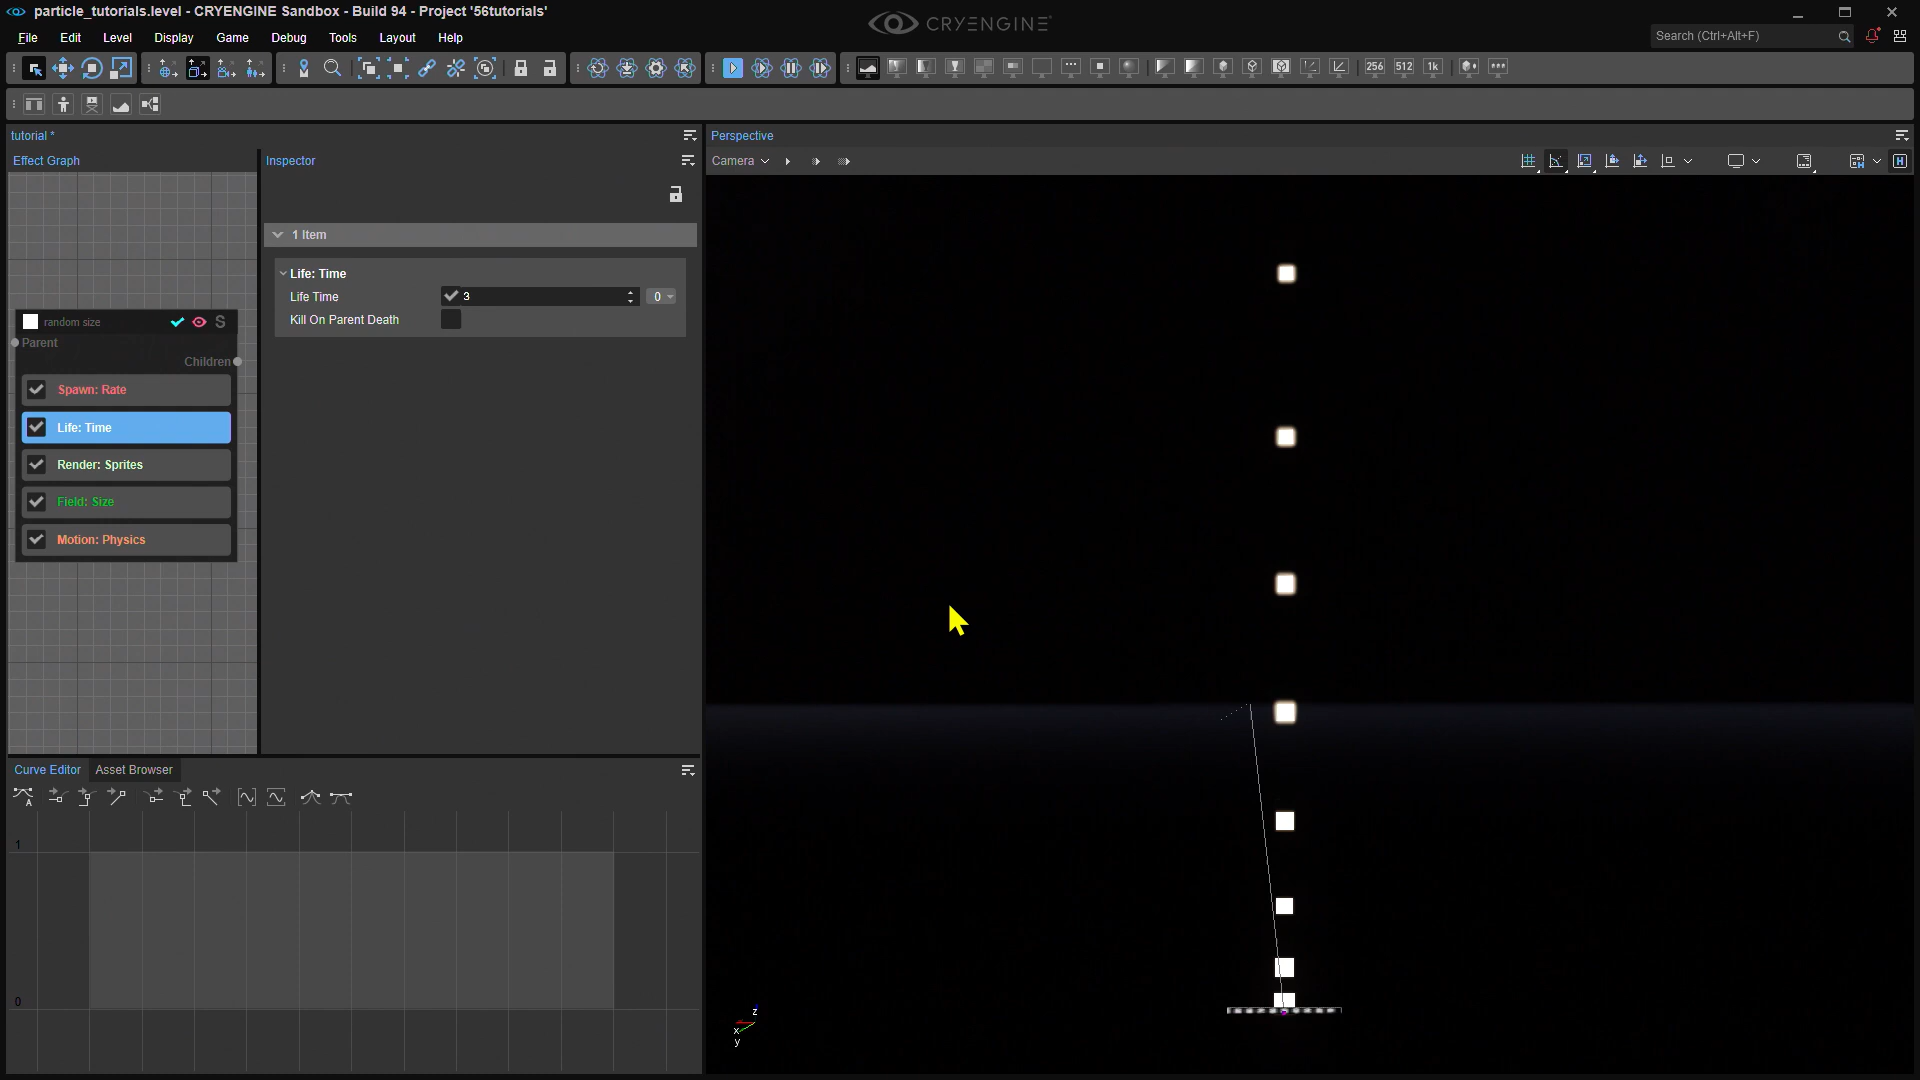 particle_tutorials.level - CRYENGINE Sandbox - Build 94 - Project '56tutorials'
CRYENGINE
File Edit Level Display Game Debug Tools Layout Help
Search (Ctrl+Alt+F)
256 512 1k
tutorial *
Perspective
Effect Graph
Inspector
Camera
1 Item
Life: Time
Life Time 3 0
Kill On Parent Death
random size S
Parent
Children
Spawn: Rate
Life: Time
Render: Sprites
Field: Size
Motion: Physics
Curve Editor Asset Browser
1
0
z
x
y